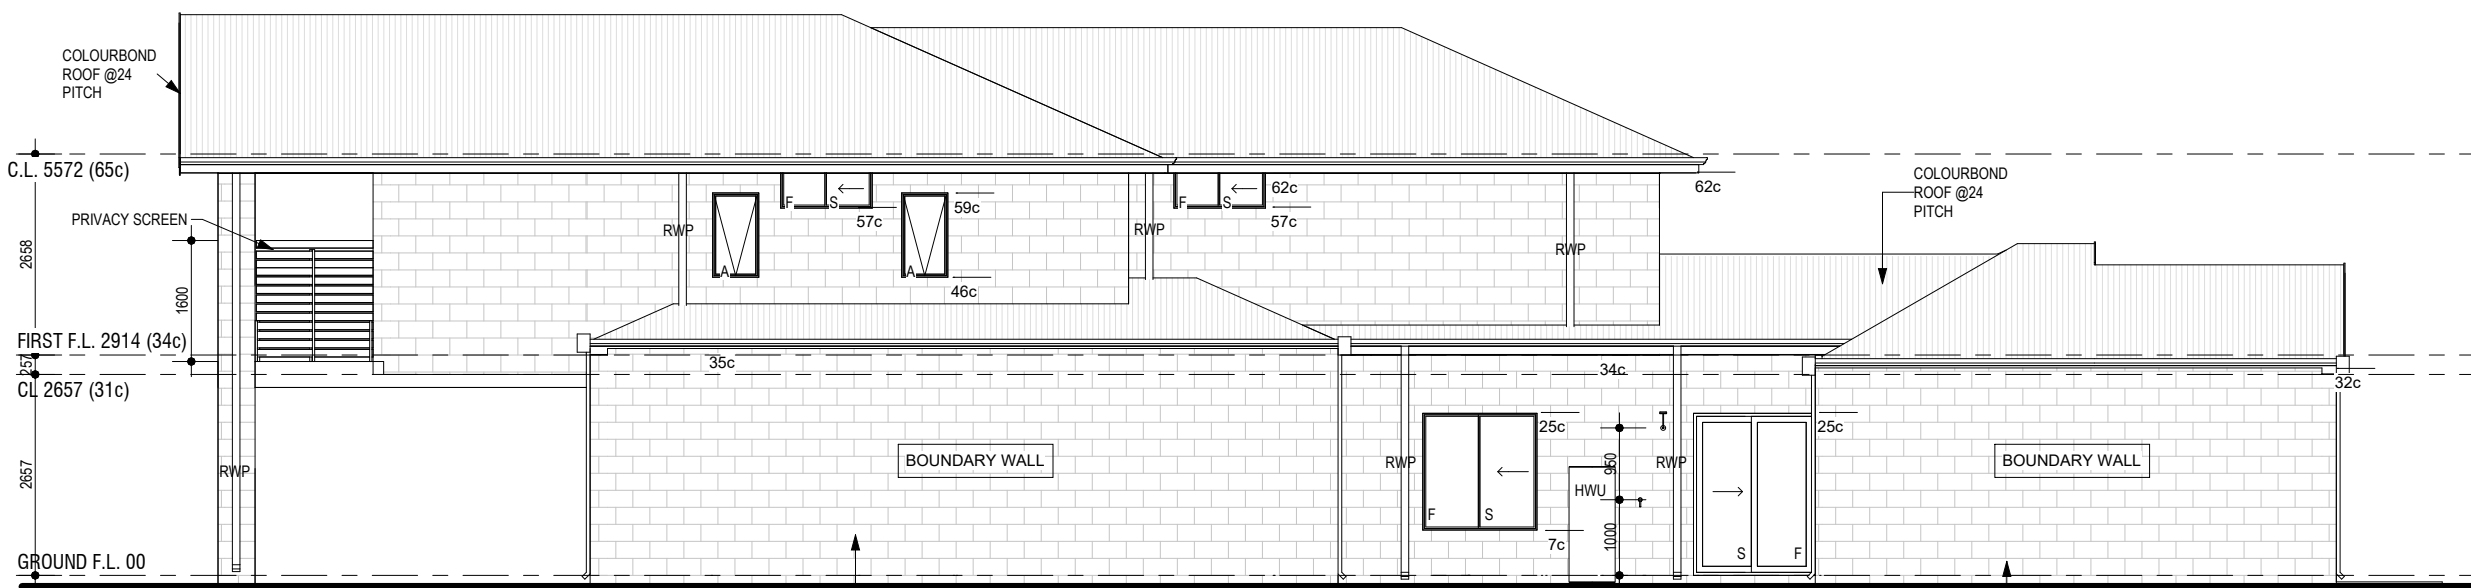 COLOURBOND
ROOF @24
PITCH
C.L. 5572 (65c)
PRIVACY SCREEN
2658
1600
FIRST F.L. 2914 (34c)
257
CL 2657 (31c)
2657
GROUND F.L. 00
RWP
RWP
A
F
S
57c
A
59c
46c
RWP
F
S
62c
57c
RWP
62c
COLOURBOND
ROOF @24
PITCH
35c
34c
32c
BOUNDARY WALL
RWP
F
S
25c
7c
HWU
950
1000
RWP
S
F
25c
BOUNDARY WALL